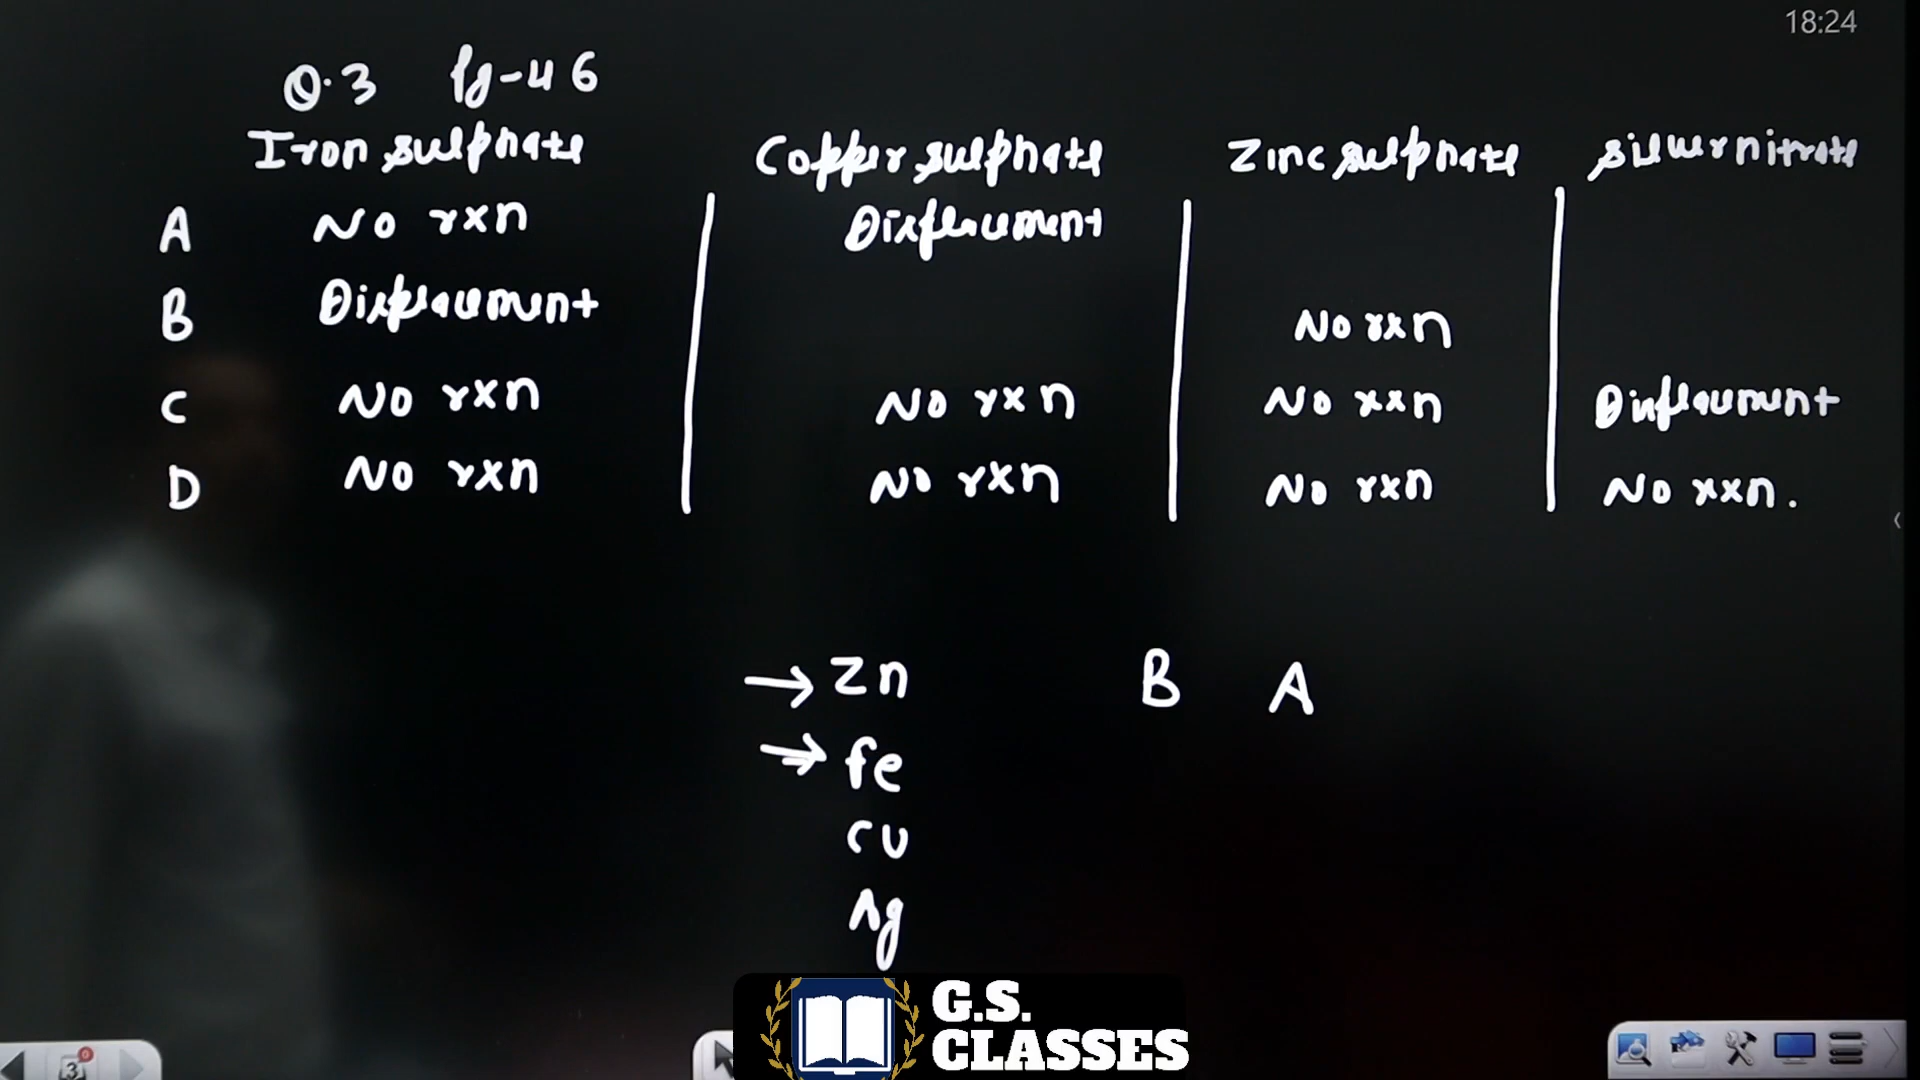 18:24
Q.3 Pg-46
Iron sulphate Copper sulphate Zinc sulphate silver nitrate
A No rxn Displacement
B Displacement No rxn
C No rxn No rxn No rxn Displacement
D No rxn No rxn No rxn No rxn.
→ Zn B A
→ fe
Cu
Ag
G.S.
CLASSES
3
0